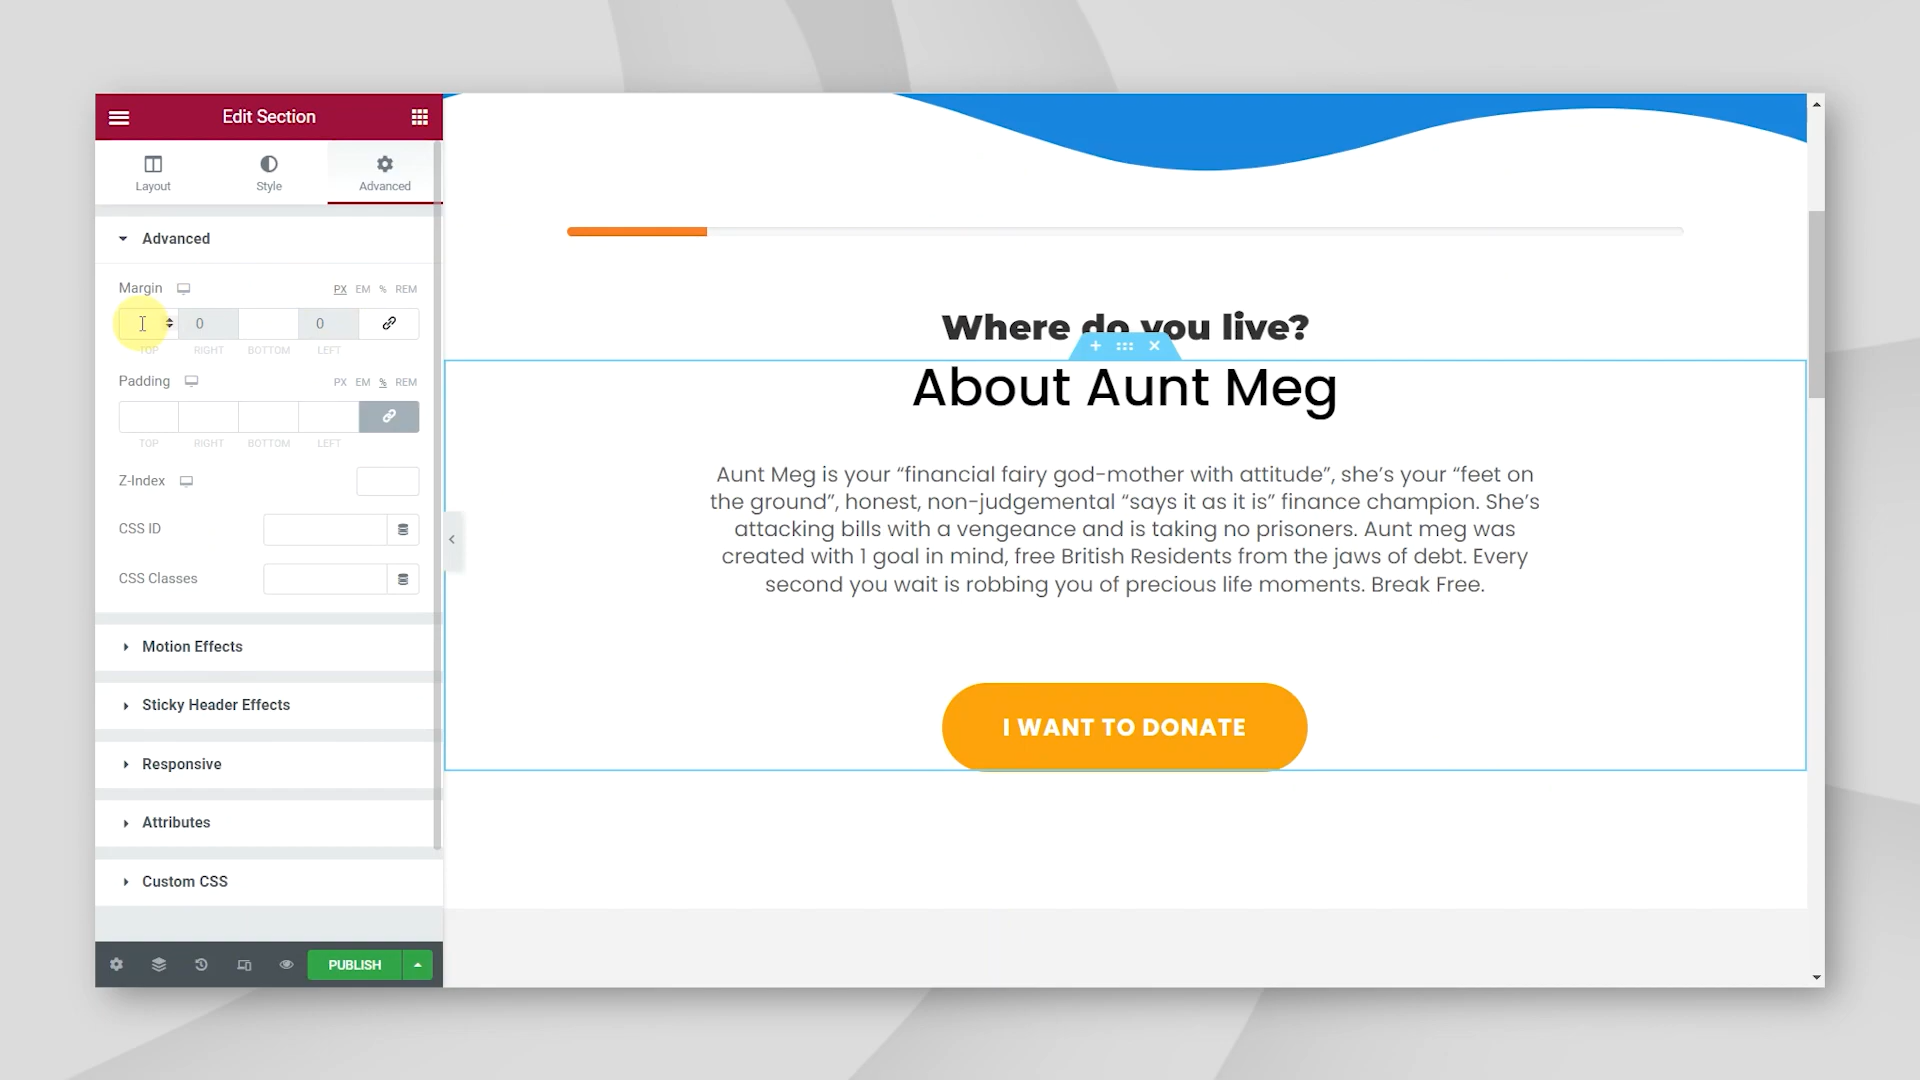 Edit Section
Layout
Style
Advanced
Advanced
Margin
PX EM % REM
0 0
TOP RIGHT BOTTOM LEFT
Padding
PX EM % REM
TOP RIGHT BOTTOM LEFT
Z-Index
CSS ID
CSS Classes
Motion Effects
Sticky Header Effects
Responsive
Attributes
Custom CSS
PUBLISH
Where do you live?
About Aunt Meg
Aunt Meg is your “financial fairy god-mother with attitude”, she’s your “feet on
the ground”, honest, non-judgemental “says it as it is” finance champion. She’s
attacking bills with a vengeance and is taking no prisoners. Aunt meg was
created with 1 goal in mind, free British Residents from the jaws of debt. Every
second you wait is robbing you of precious life moments. Break Free.
I WANT TO DONATE